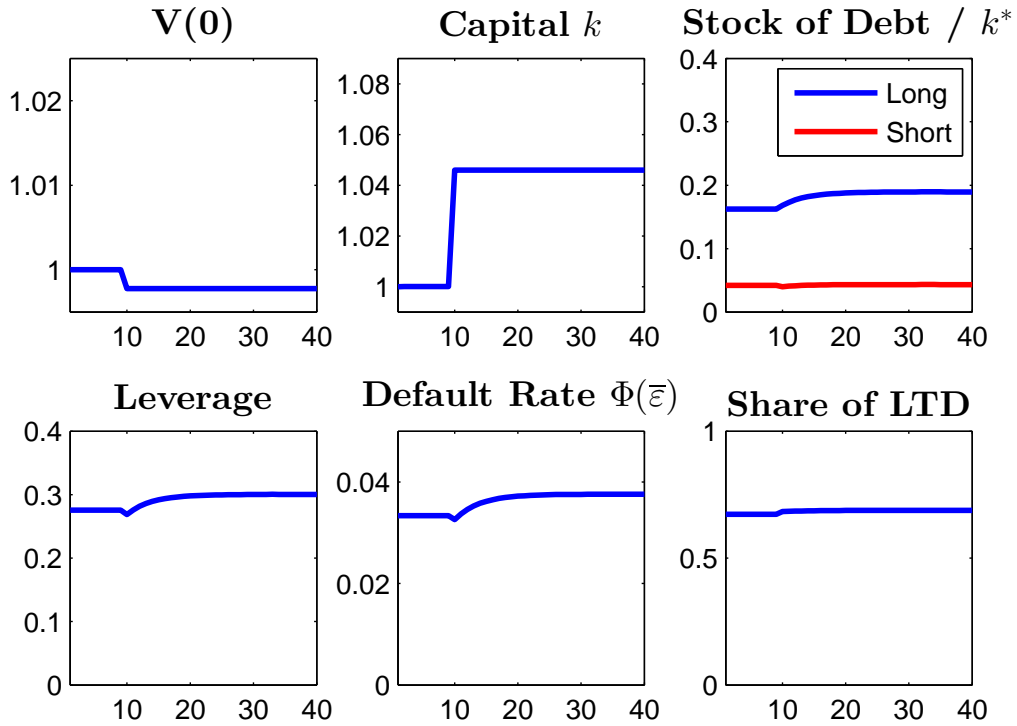 V(0)
1.02
1.01
1
10 20 30 40
Capital k
1.08
1.06
1.04
1.02
1
10 20 30 40
Stock of Debt / k*
0.4
0.3
0.2
0.1
0
Long
Short
10 20 30 40
Leverage
0.4
0.3
0.2
0.1
0
10 20 30 40
Default Rate Φ(ε̅)
0.04
0.02
0
10 20 30 40
Share of LTD
1
0.5
0
10 20 30 40